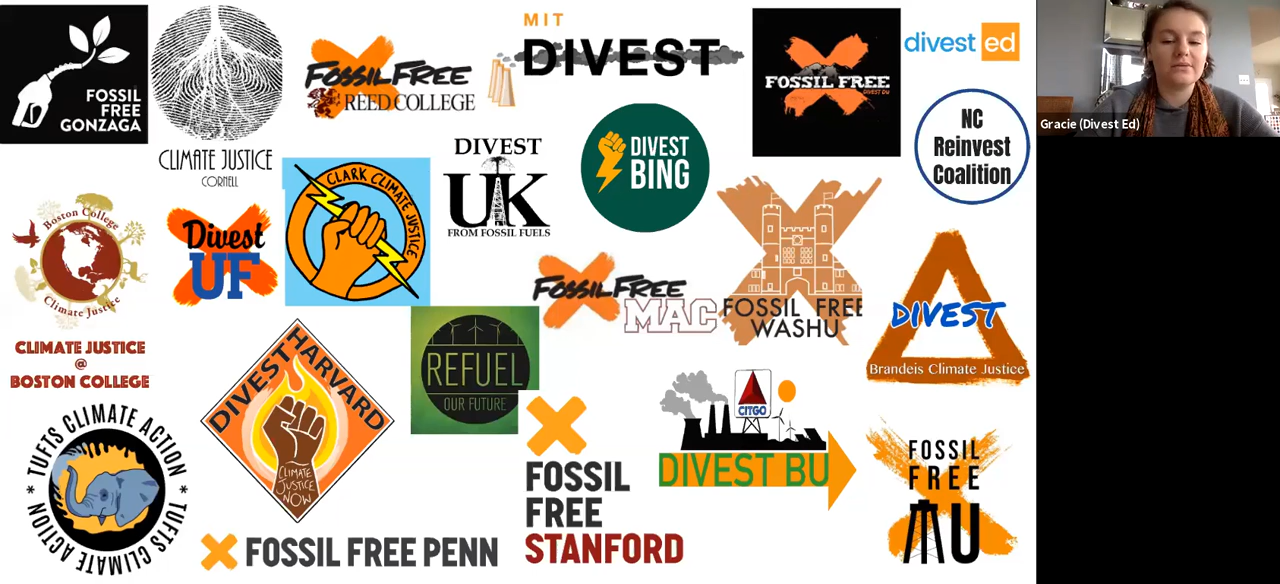 FOSSIL
FREE
GONZAGA
CLIMATE JUSTICE
CORNELL
FOSSIL FREE
REED COLLEGE
MIT
DIVEST
FOSSIL FREE
DIVEST DU
divest ed
Gracie (Divest Ed)
NC
Reinvest
Coalition
Boston College
Climate Justice
CLIMATE JUSTICE
@
BOSTON COLLEGE
Divest
UF
CLARK CLIMATE JUSTICE
DIVEST
UK
FROM FOSSIL FUELS
DIVEST
BING
FOSSIL FREE
MAC
FOSSIL FREE
WASHU
DIVEST
Brandeis Climate Justice
DIVEST HARVARD
CLIMATE
JUSTICE
NOW
REFUEL
OUR FUTURE
TUFTS CLIMATE ACTION
* TUFTS CLIMATE ACTION *
FOSSIL FREE PENN
FOSSIL
FREE
STANFORD
CITGO
DIVEST BU
FOSSIL
FREE
AU